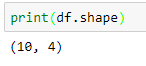 print(df.shape)
(10, 4)